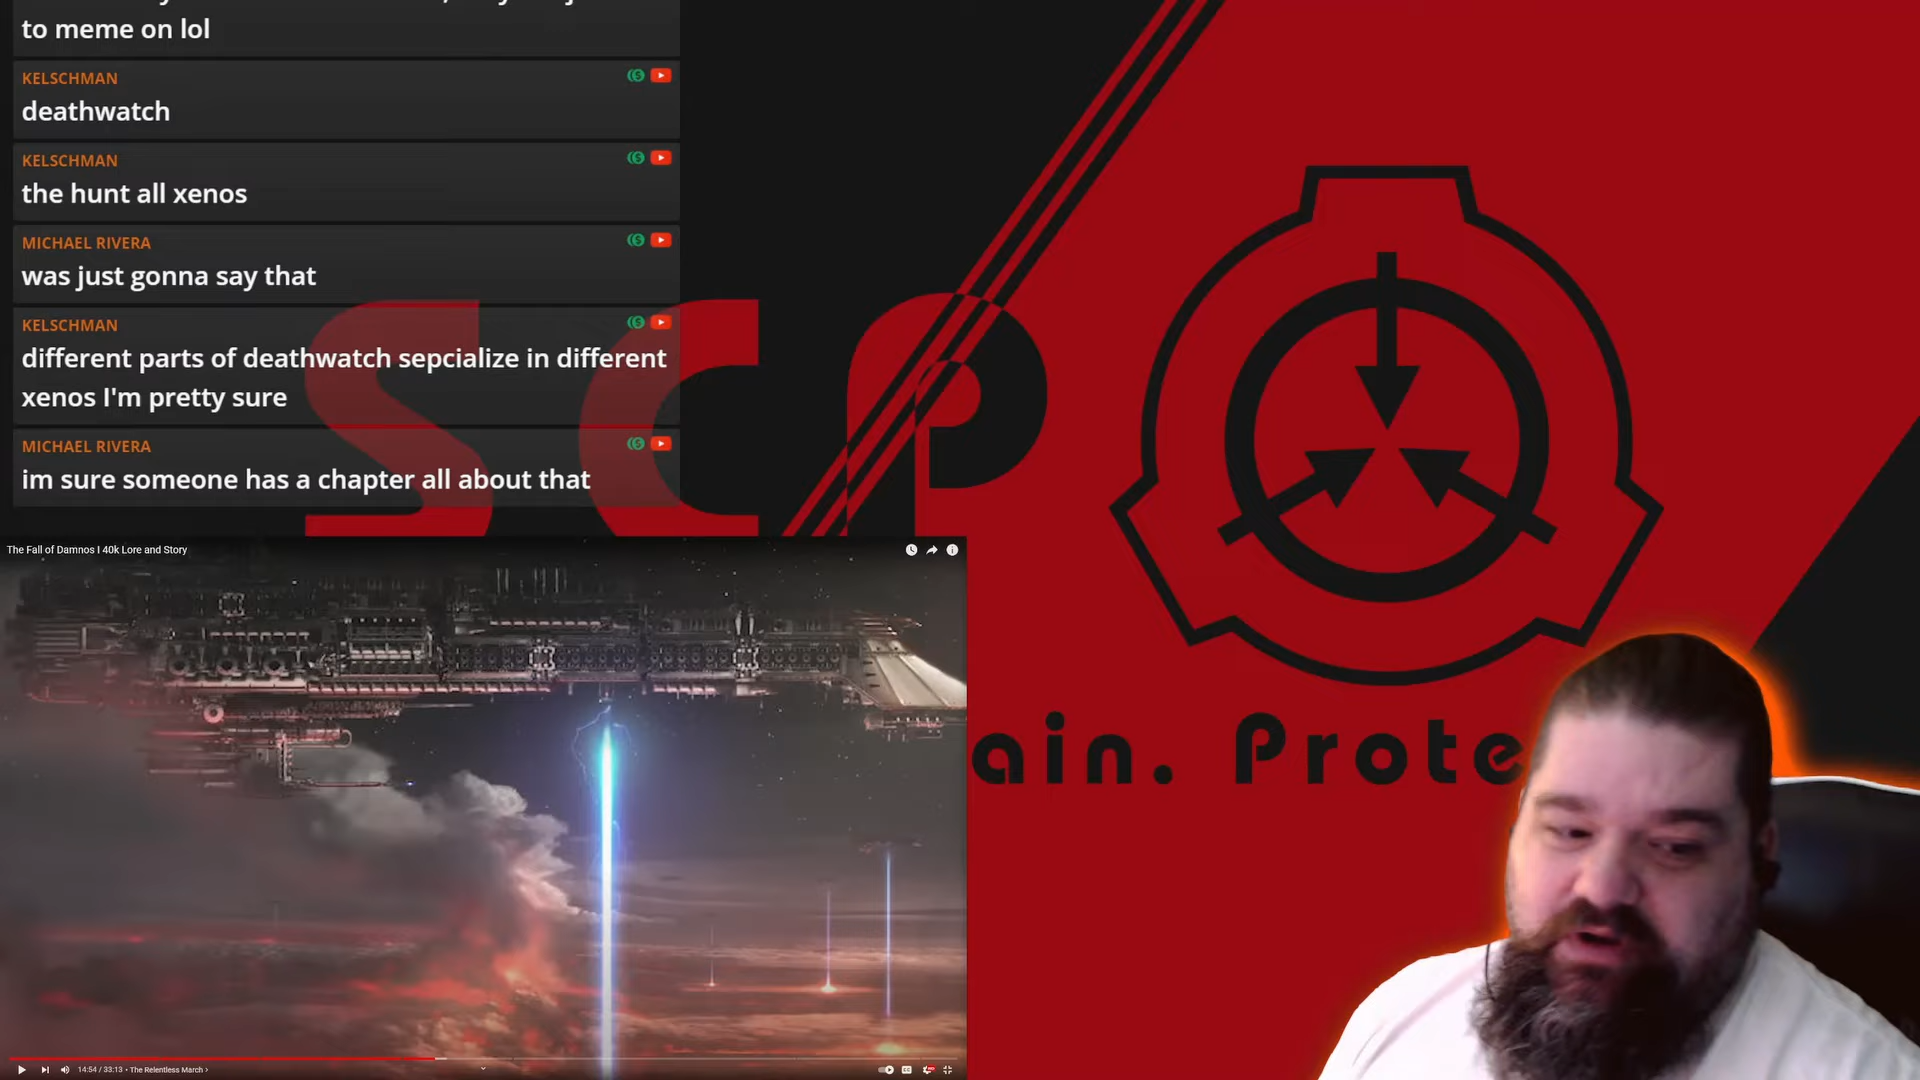 to meme on lol
KELSCHMAN
deathwatch
KELSCHMAN
the hunt all xenos
MICHAEL RIVERA
was just gonna say that
KELSCHMAN
different parts of deathwatch sepcialize in different
xenos I'm pretty sure
MICHAEL RIVERA
im sure someone has a chapter all about that
SCP
The Fall of Damnos I 40k Lore and Story
ain. Prote
14:54 / 33:13 • The Relentless March ›